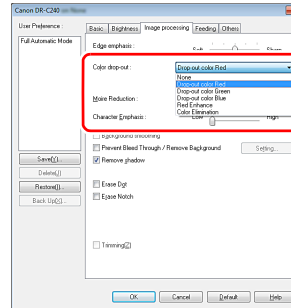 Canon DR-C240 on None
User Preference :
Full Automatic Mode
Basic Brightness Image processing Feeding Others
Edge emphasis:
Color drop-out:
Drop-out color Red
None
Drop-out color Red
Drop-out color Green
Drop-out color Blue
Red Enhance
Color Elimination
Moire Reduction :
Character Emphasis:
Low High
Background smoothing
Prevent Bleed Through / Remove Background
Setting...
Remove shadow
Erase Dot
Erase Notch
Trimming(Z)
Save(Y)...
Delete(J)
Restore(I)...
Back Up(X)...
OK Cancel Default Help